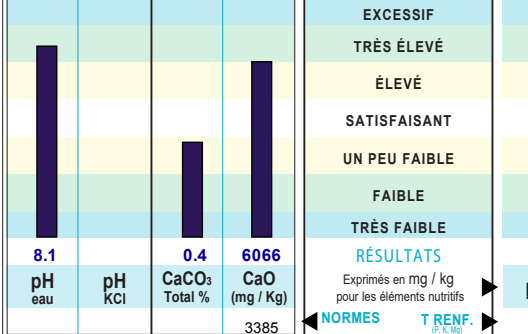 EXCESSIF
TRÈS ÉLEVÉ
ÉLEVÉ
SATISFAISANT
UN PEU FAIBLE
FAIBLE
TRÈS FAIBLE
8.1 0.4 6066 RÉSULTATS
pH pH CaCO₃ CaO Exprimés en mg / kg
eau KCl Total % (mg / Kg) pour les éléments nutritifs
3385 NORMES T RENF.
(P, K, Mg)